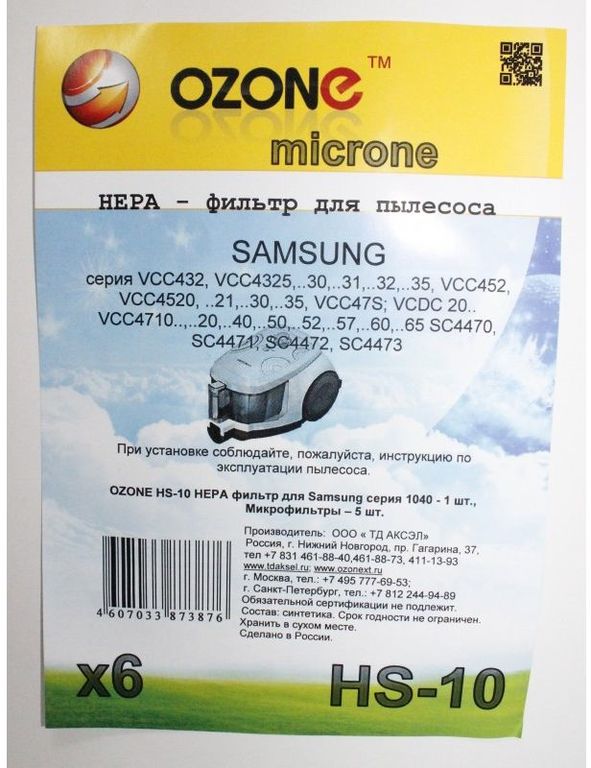 OZONE™
microne
HEPA - фильтр для пылесоса
SAMSUNG
серия VCC432, VCC4325,..30,..31,..32,..35, VCC452,
VCC4520, ..21,..30,..35, VCC47S; VCDC 20..
VCC4710..,..20,..40,..50,..52,..57,..60,..65 SC4470,
SC4471, SC4472, SC4473
При установке соблюдайте, пожалуйста, инструкцию по
эксплуатации пылесоса.
OZONE HS-10 HEPA фильтр для Samsung серия 1040 - 1 шт.,
Микрофильтры – 5 шт.
Производитель: ООО « ТД АКСЭЛ»
Россия, г. Нижний Новгород, пр. Гагарина, 37,
тел +7 831 461-88-40,461-88-73, 411-13-93
www.tdaksel.ru; www.ozonext.ru
г. Москва, тел.: +7 495 777-69-53;
г. Санкт-Петербург, тел.: +7 812 244-94-89
Обязательной сертификации не подлежит.
Состав: синтетика. Срок годности не ограничен.
Хранить в сухом месте.
Сделано в России.
4607033873876
x6
HS-10